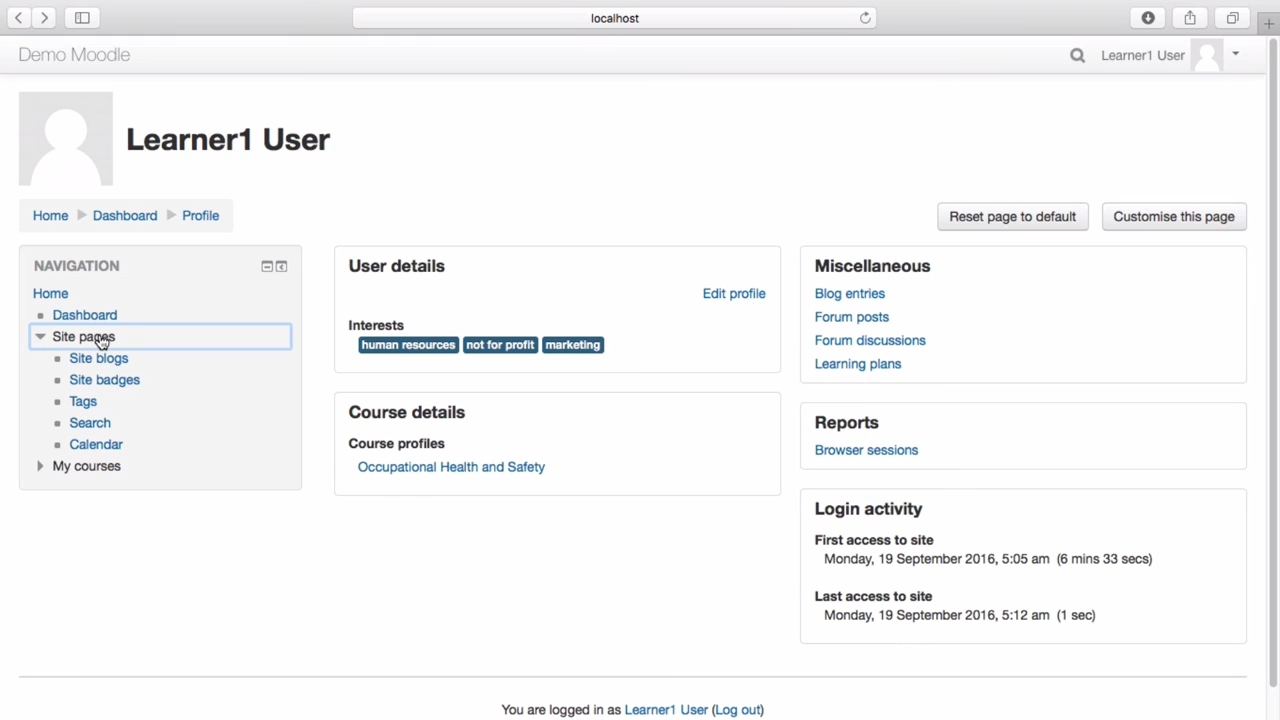 localhost
Demo Moodle
Learner1 User
Learner1 User
Home Dashboard Profile
Reset page to default
Customise this page
NAVIGATION
Home
Dashboard
Site pages
Site blogs
Site badges
Tags
Search
Calendar
My courses
User details
Edit profile
Interests
human resources not for profit marketing
Course details
Course profiles
Occupational Health and Safety
Miscellaneous
Blog entries
Forum posts
Forum discussions
Learning plans
Reports
Browser sessions
Login activity
First access to site
Monday, 19 September 2016, 5:05 am (6 mins 33 secs)
Last access to site
Monday, 19 September 2016, 5:12 am (1 sec)
You are logged in as Learner1 User (Log out)